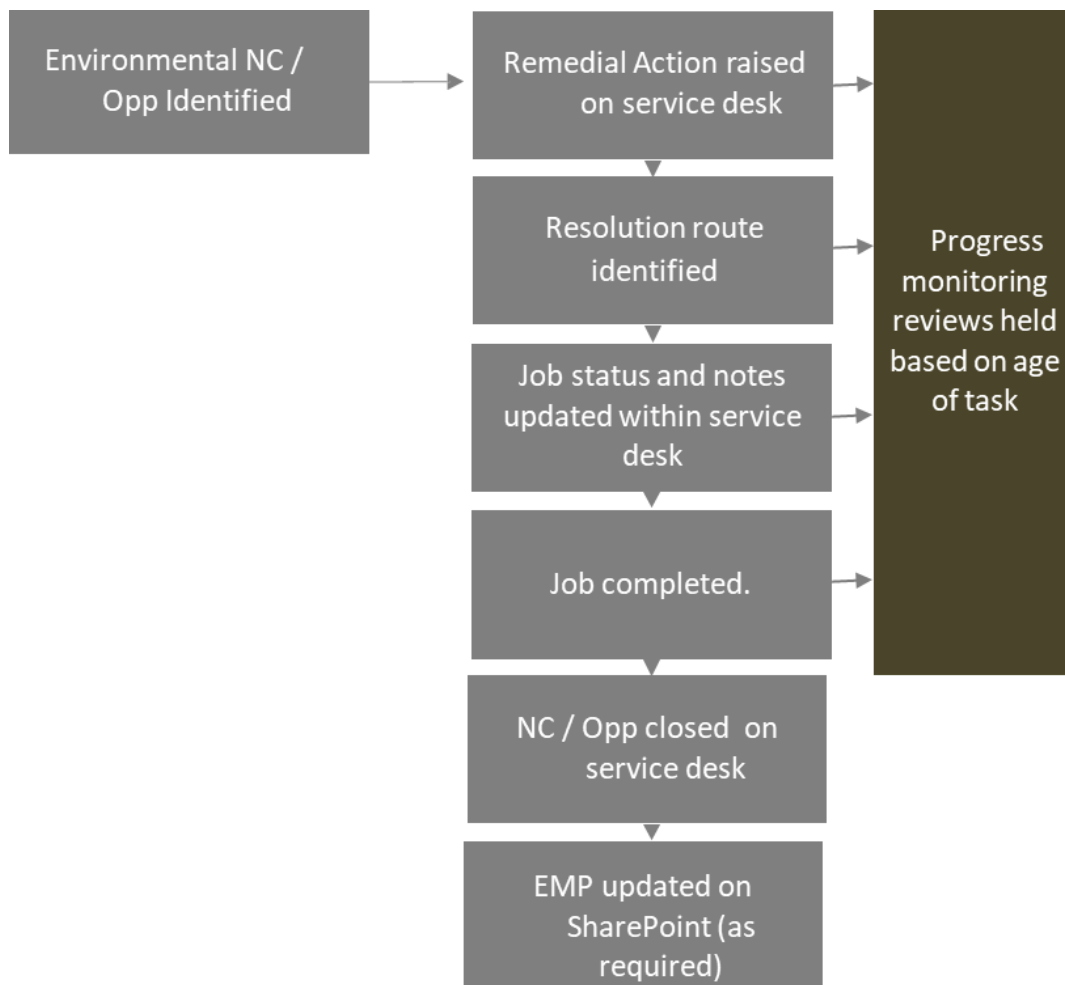 Environmental NC /
Opp Identified
Remedial Action raised
on service desk
Resolution route
identified
Job status and notes
updated within service
desk
Job completed.
NC / Opp closed on
service desk
EMP updated on
SharePoint (as
required)
Progress
monitoring
reviews held
based on age
of task